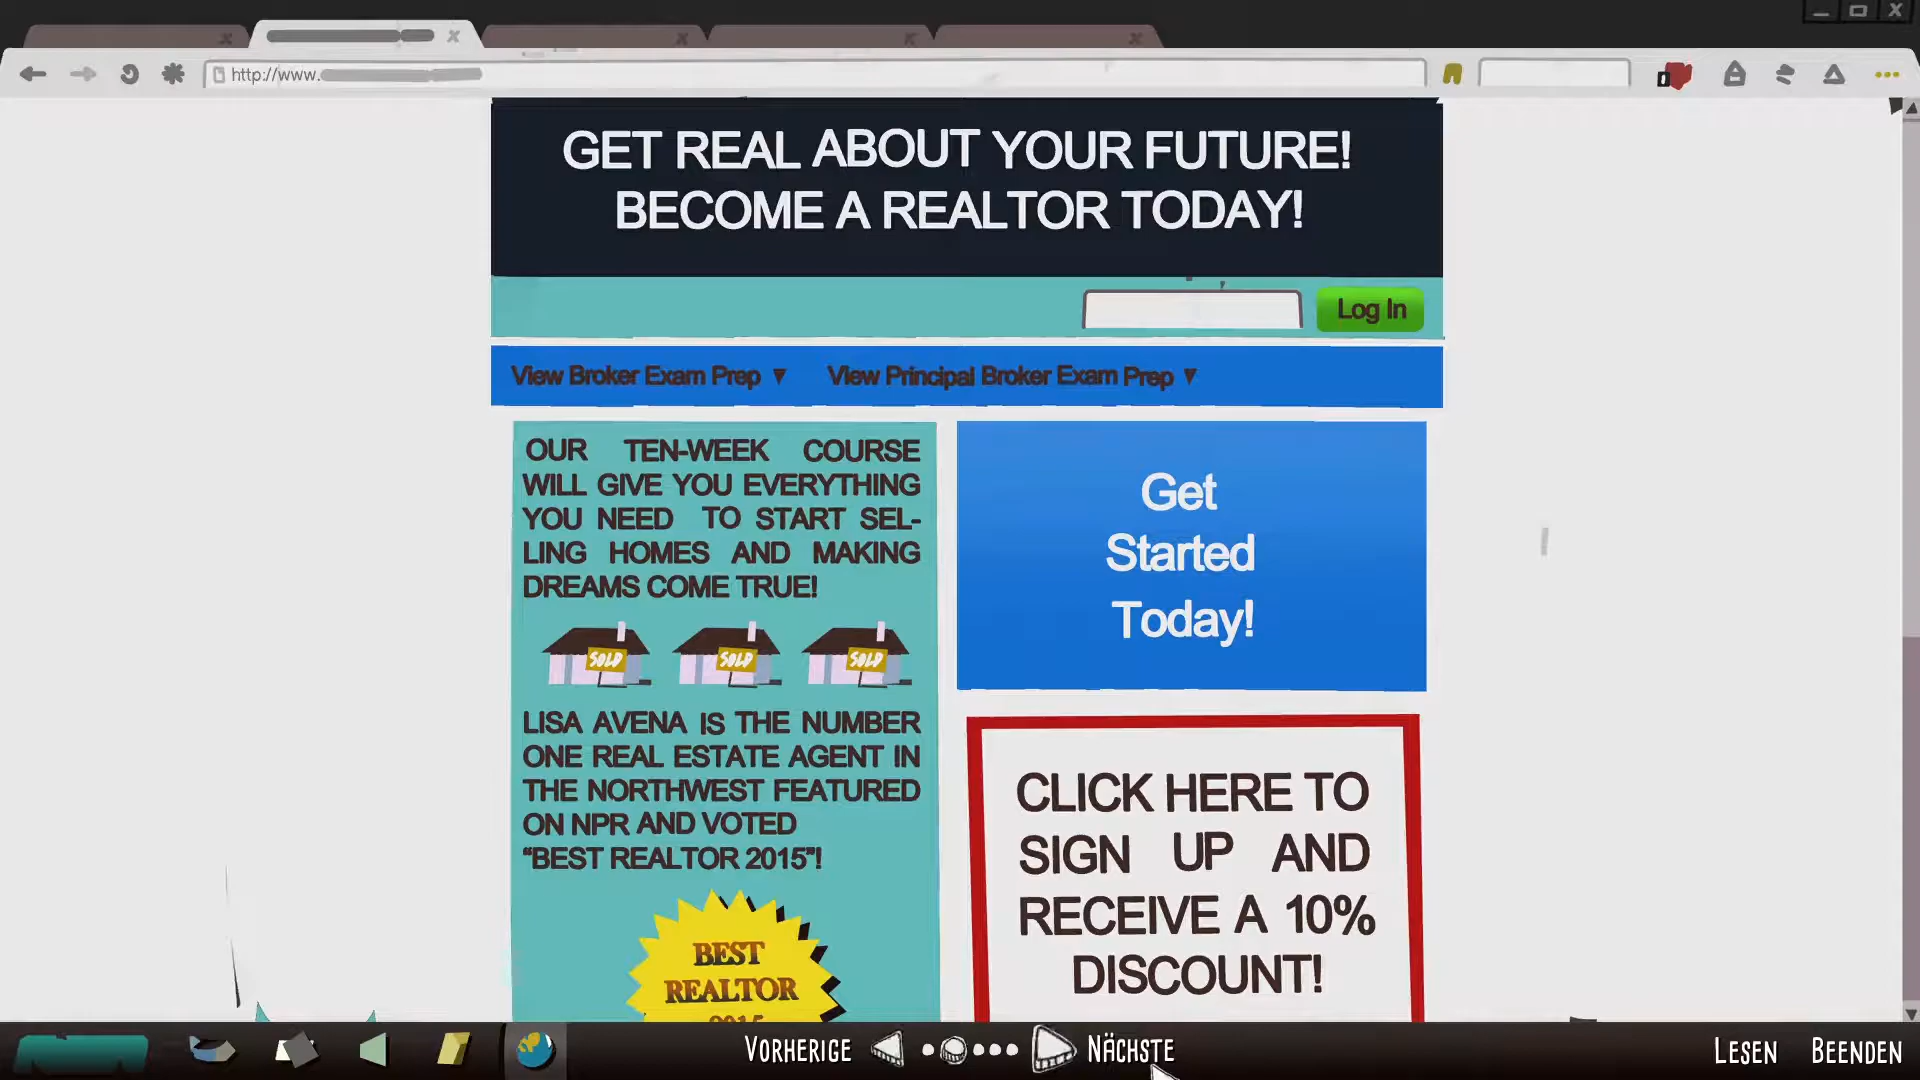 http://www.
GET REAL ABOUT YOUR FUTURE!
BECOME A REALTOR TODAY!
Log In
View Broker Exam Prep ▼ View Principal Broker Exam Prep ▼
OUR TEN-WEEK COURSE
WILL GIVE YOU EVERYTHING
YOU NEED TO START SEL-
LING HOMES AND MAKING
DREAMS COME TRUE!
SOLD SOLD SOLD
LISA AVENA IS THE NUMBER
ONE REAL ESTATE AGENT IN
THE NORTHWEST FEATURED
ON NPR AND VOTED
“BEST REALTOR 2015”!
BEST
REALTOR
2015
Get
Started
Today!
CLICK HERE TO
SIGN UP AND
RECEIVE A 10%
DISCOUNT!
VORHERIGE NÄCHSTE LESEN BEENDEN